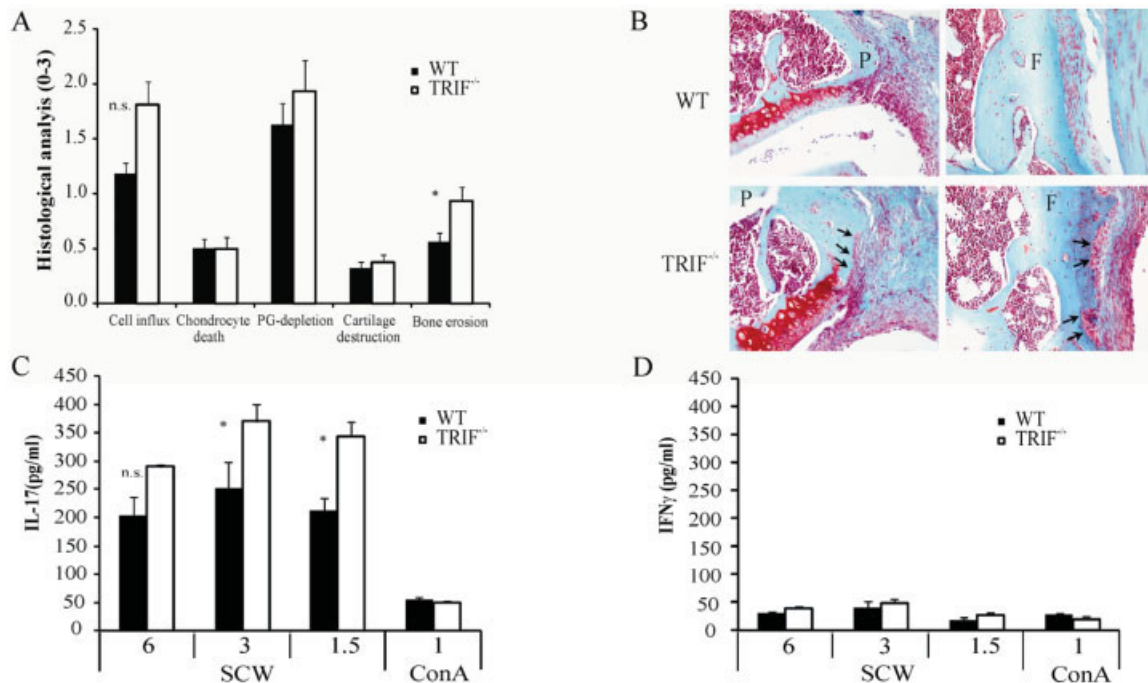 A
Histological analyis (0-3)
3.0
2.5
2.0
1.5
1.0
0.5
0.0
n.s.
*
WT
TRIF-/-
Cell influx
Chondrocyte death
PG-depletion
Cartilage destruction
Bone erosion
B
WT
P
F
TRIF-/-
P
F
C
IL-17(pg/ml)
450
400
350
300
250
200
150
100
50
0
n.s.
*
*
WT
TRIF-/-
6
3
1.5
1
SCW
ConA
D
IFNγ (pg/ml)
450
400
350
300
250
200
150
100
50
0
WT
TRIF-/-
6
3
1.5
1
SCW
ConA